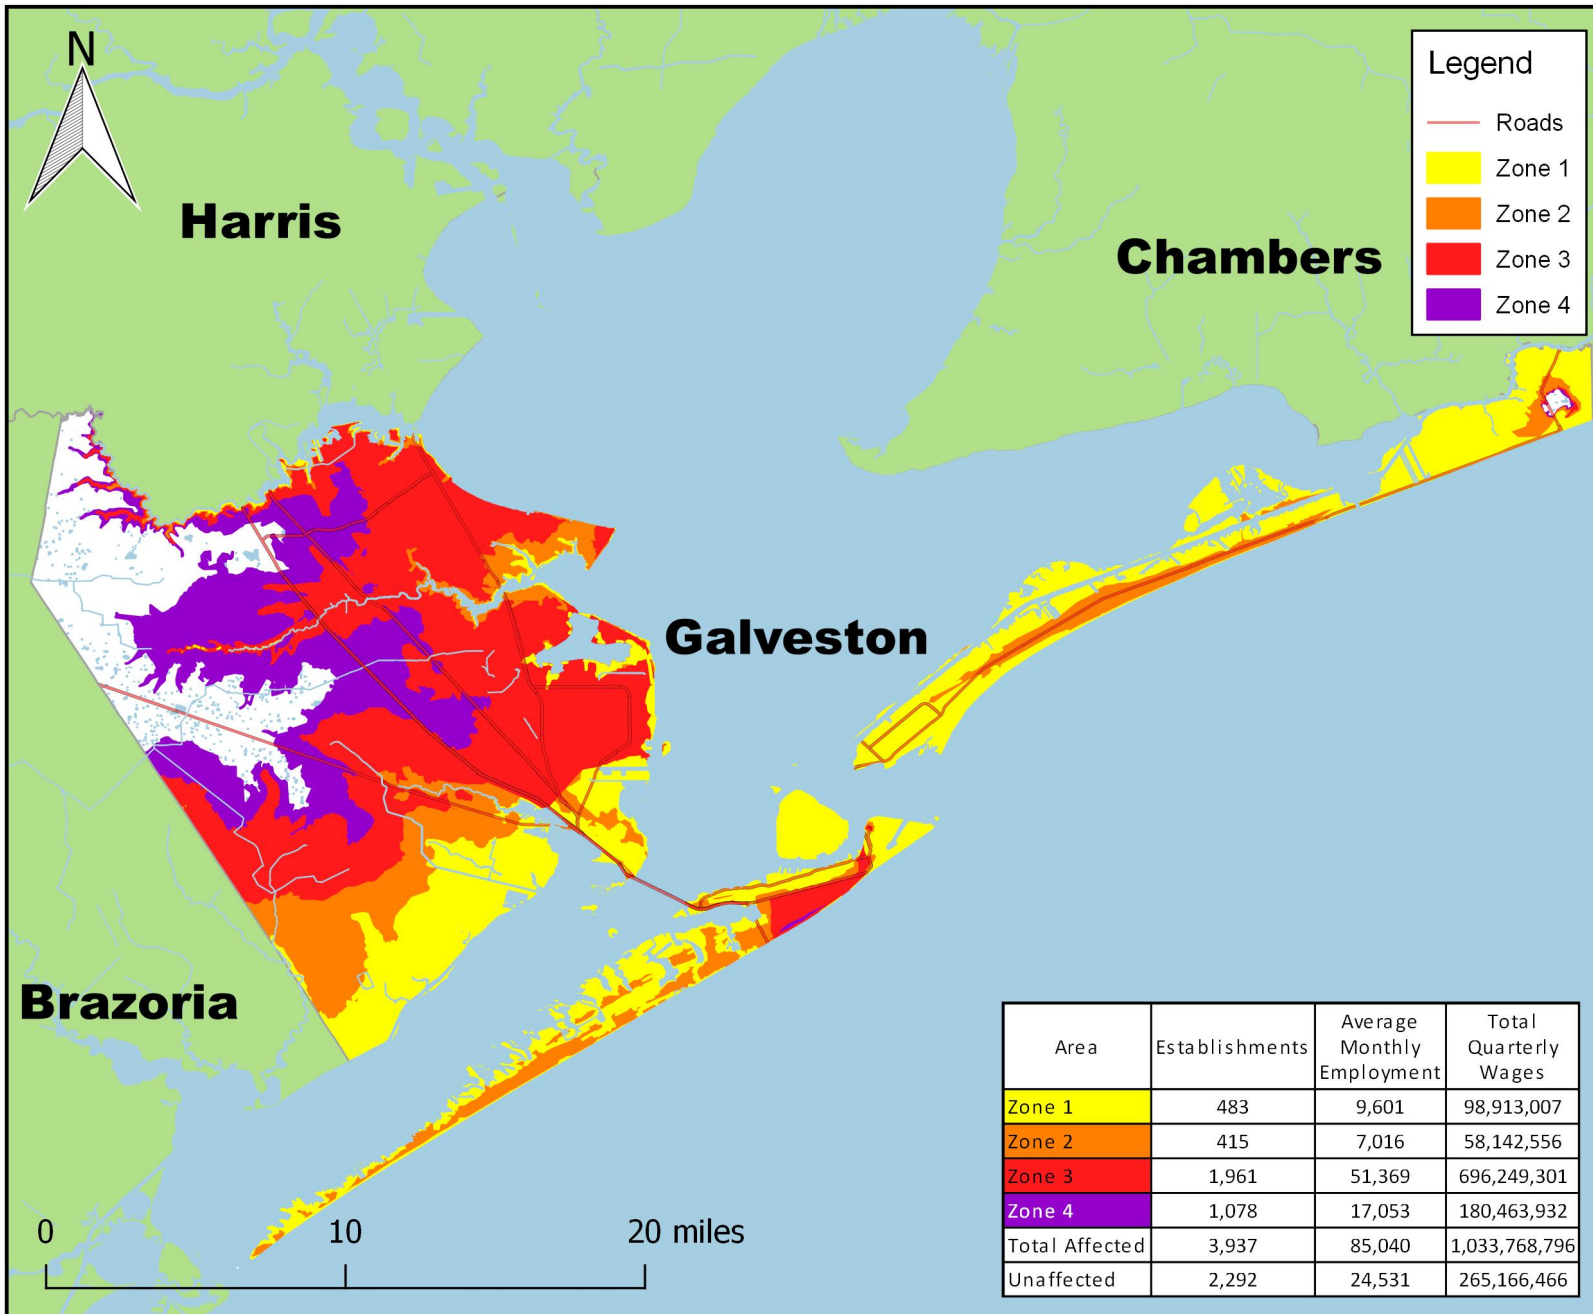 N
Legend
Roads
Zone 1
Zone 2
Zone 3
Zone 4
Harris
Chambers
Galveston
Brazoria
0 10 20 miles
Area Establishments Average Monthly Employment Total Quarterly Wages
Zone 1 483 9,601 98,913,007
Zone 2 415 7,016 58,142,556
Zone 3 1,961 51,369 696,249,301
Zone 4 1,078 17,053 180,463,932
Total Affected 3,937 85,040 1,033,768,796
Unaffected 2,292 24,531 265,166,466